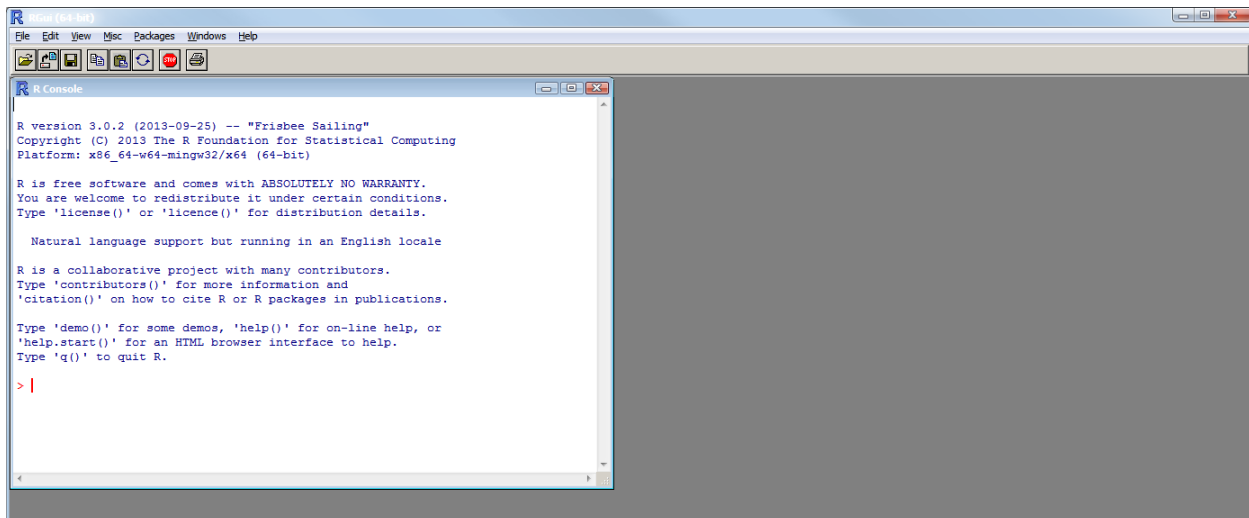 RGui (64-bit)
File Edit View Misc Packages Windows Help
STOP
R Console
R version 3.0.2 (2013-09-25) -- "Frisbee Sailing"
Copyright (C) 2013 The R Foundation for Statistical Computing
Platform: x86_64-w64-mingw32/x64 (64-bit)
R is free software and comes with ABSOLUTELY NO WARRANTY.
You are welcome to redistribute it under certain conditions.
Type 'license()' or 'licence()' for distribution details.
Natural language support but running in an English locale
R is a collaborative project with many contributors.
Type 'contributors()' for more information and
'citation()' on how to cite R or R packages in publications.
Type 'demo()' for some demos, 'help()' for on-line help, or
'help.start()' for an HTML browser interface to help.
Type 'q()' to quit R.
>